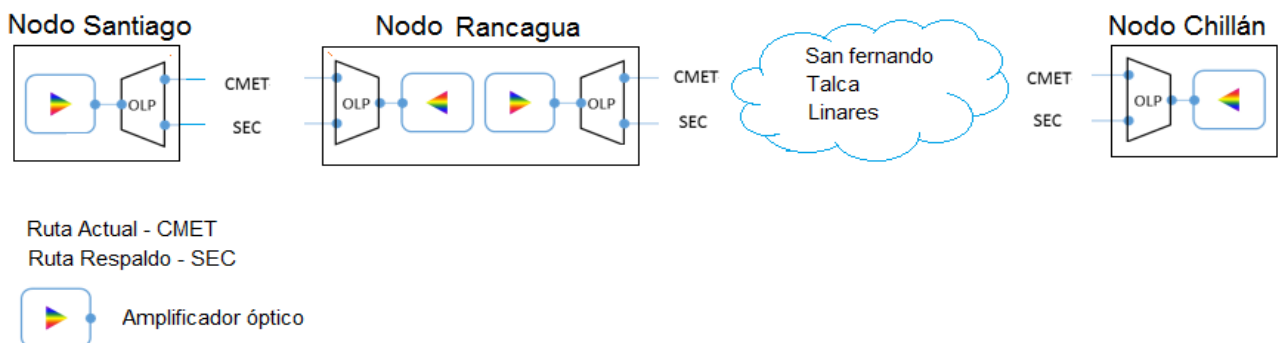 Nodo Santiago
OLP
CMET
SEC
Nodo Rancagua
OLP
OLP
CMET
SEC
San fernando
Talca
Linares
Nodo Chillán
CMET
SEC
OLP
Ruta Actual - CMET
Ruta Respaldo - SEC
Amplificador óptico